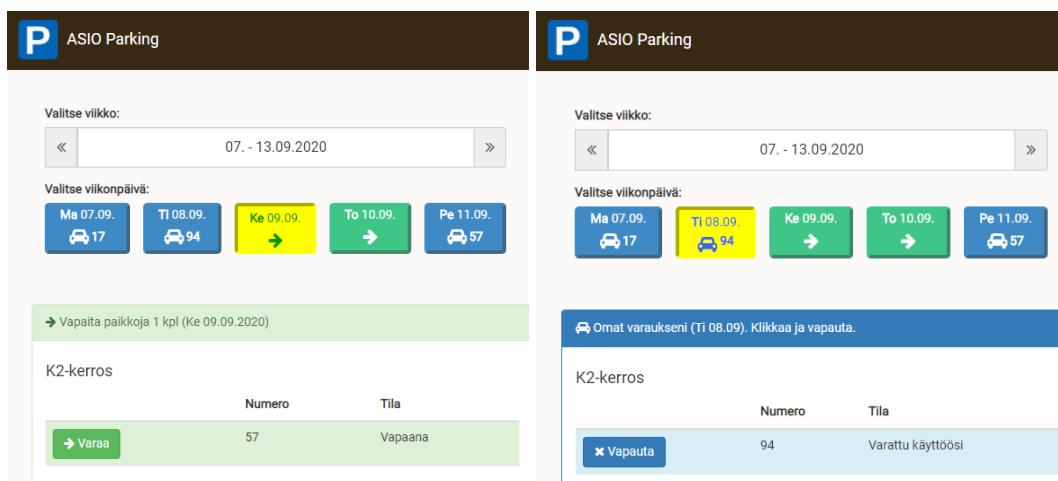 P ASIO Parking
Valitse viikko:
« 07. - 13.09.2020 »
Valitse viikonpäivä:
Ma 07.09. Ti 08.09. Ke 09.09. To 10.09. Pe 11.09.
17 94 → → 57
→ Vapaita paikkoja 1 kpl (Ke 09.09.2020)
K2-kerros
Numero Tila
→ Varaa 57 Vapaana
P ASIO Parking
Valitse viikko:
« 07. - 13.09.2020 »
Valitse viikonpäivä:
Ma 07.09. Ti 08.09. Ke 09.09. To 10.09. Pe 11.09.
17 94 → → 57
Omat varaukseni (Ti 08.09). Klikkaa ja vapauta.
K2-kerros
Numero Tila
✖ Vapauta 94 Varattu käyttöösi